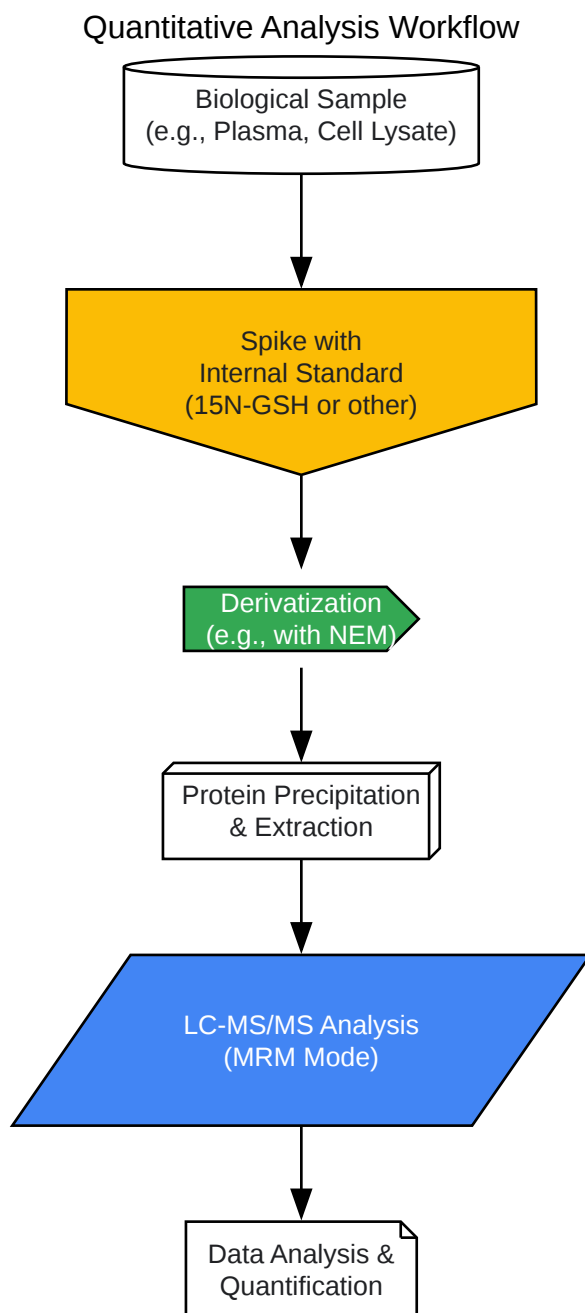 Quantitative Analysis Workflow
Biological Sample
(e.g., Plasma, Cell Lysate)
Spike with
Internal Standard
(15N-GSH or other)
Derivatization
(e.g., with NEM)
Protein Precipitation
& Extraction
LC-MS/MS Analysis
(MRM Mode)
Data Analysis &
Quantification